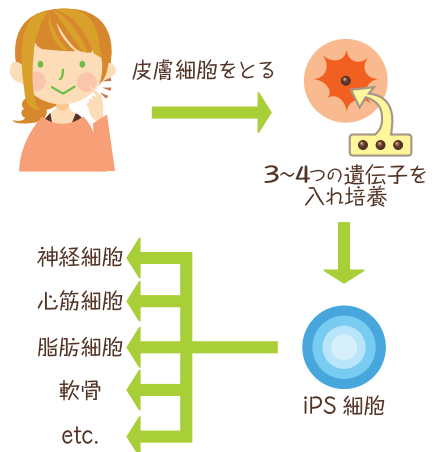 皮膚細胞をとる
3～4つの遺伝子を
入れ培養
iPS 細胞
神経細胞
心筋細胞
脂肪細胞
軟骨
etc.